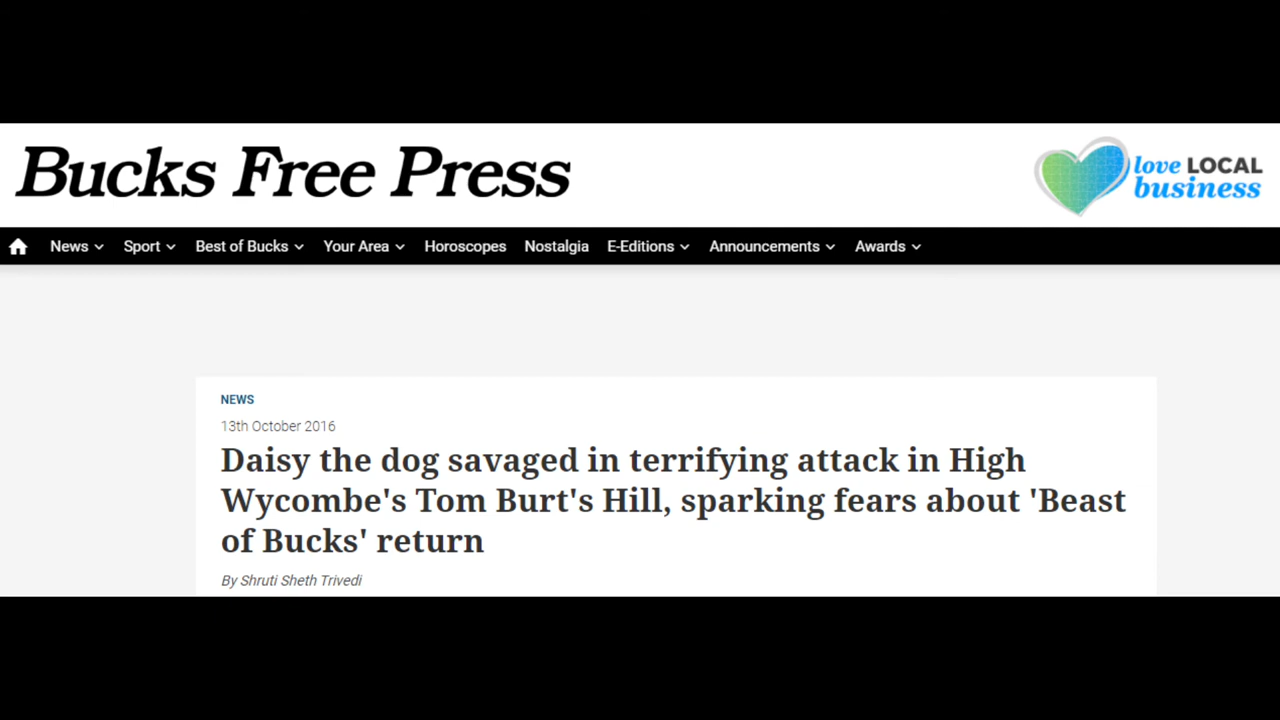 Bucks Free Press
love LOCAL
business
News Sport Best of Bucks Your Area Horoscopes Nostalgia E-Editions Announcements Awards
NEWS
13th October 2016
Daisy the dog savaged in terrifying attack in High
Wycombe's Tom Burt's Hill, sparking fears about 'Beast
of Bucks' return
By Shruti Sheth Trivedi